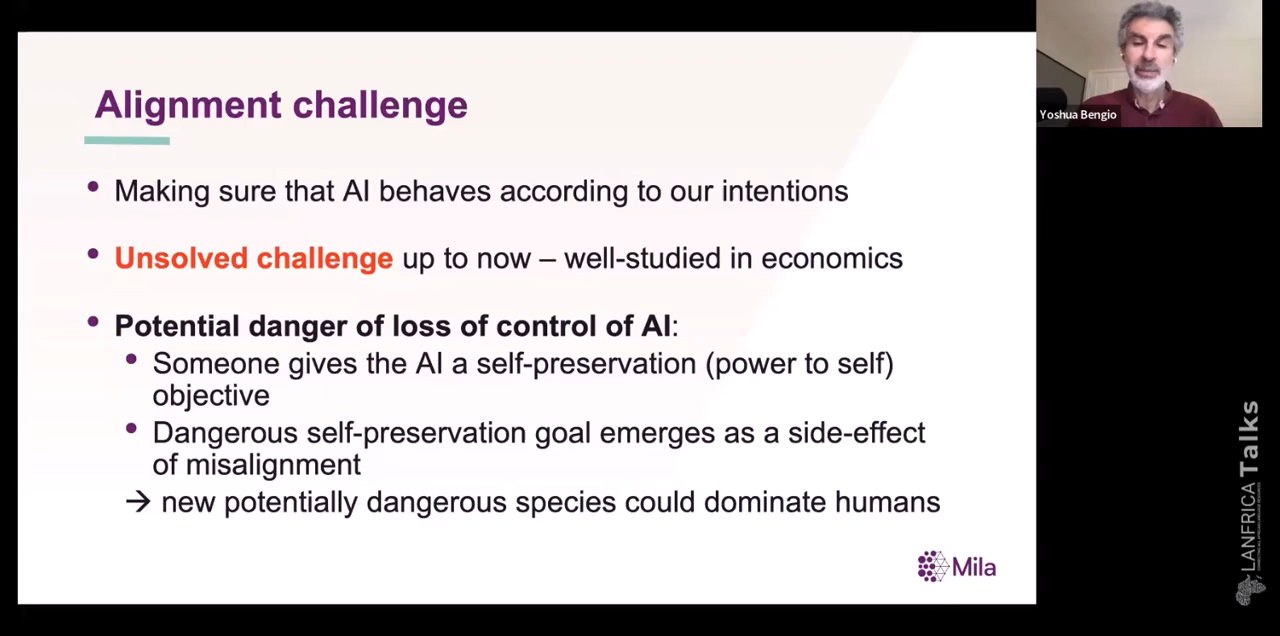 Alignment challenge
• Making sure that AI behaves according to our intentions
• Unsolved challenge up to now – well-studied in economics
• Potential danger of loss of control of AI:
• Someone gives the AI a self-preservation (power to self)
objective
• Dangerous self-preservation goal emerges as a side-effect
of misalignment
→ new potentially dangerous species could dominate humans
Mila
Yoshua Bengio
LANFRICA Talks